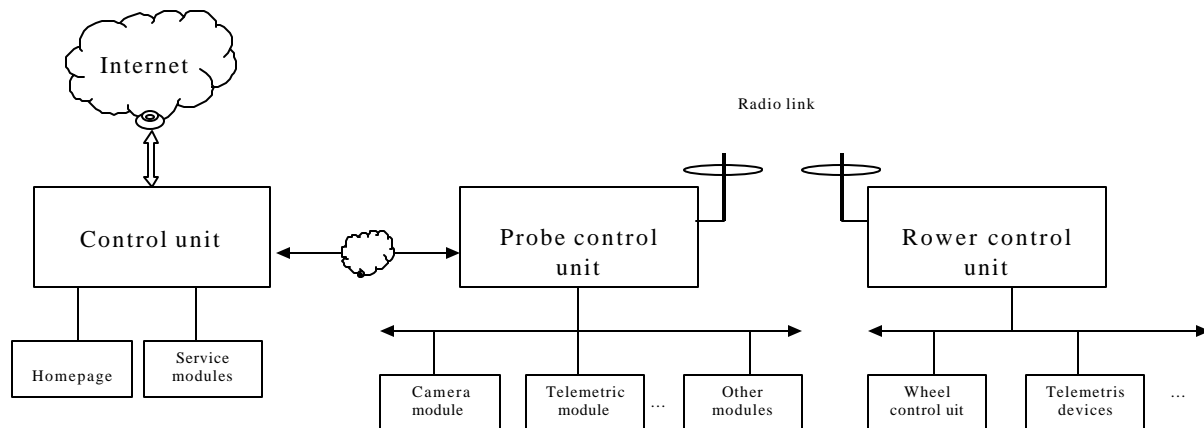 Internet
Radio link
Control unit
Probe control
unit
Rower control
unit
Homepage
Service
modules
Camera
module
Telemetric
module
...
Other
modules
Wheel
control uit
Telemetris
devices
...